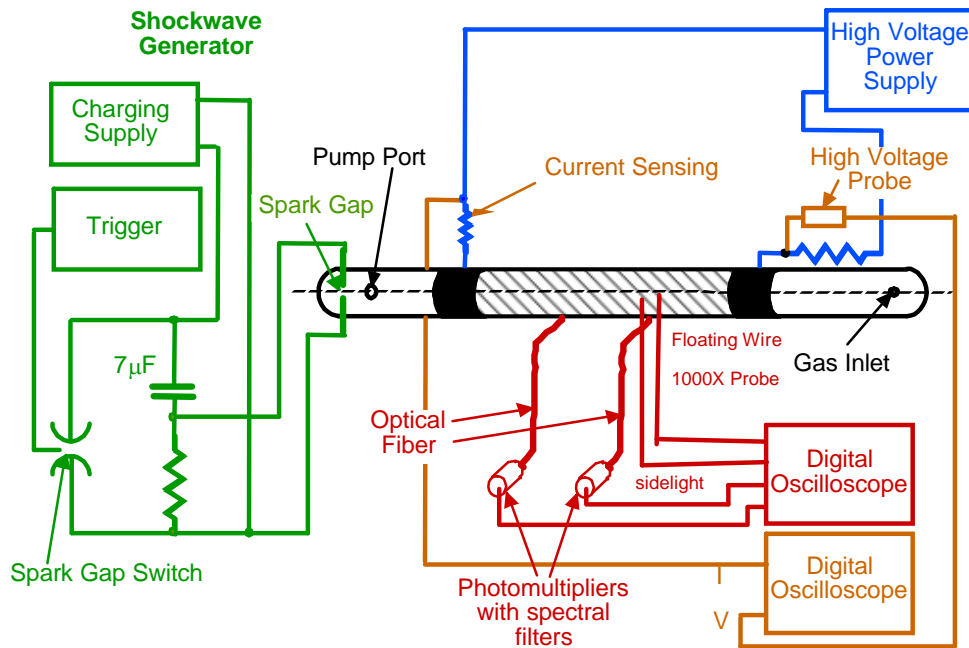 Shockwave
Generator
High Voltage
Power
Supply
Charging
Supply
Pump Port
Current Sensing
High Voltage
Probe
Spark Gap
Trigger
Floating Wire
Gas Inlet
7μF
1000X Probe
Optical
Fiber
sidelight
Digital
Oscilloscope
Spark Gap Switch
Photomultipliers
with spectral
filters
I
V
Digital
Oscilloscope